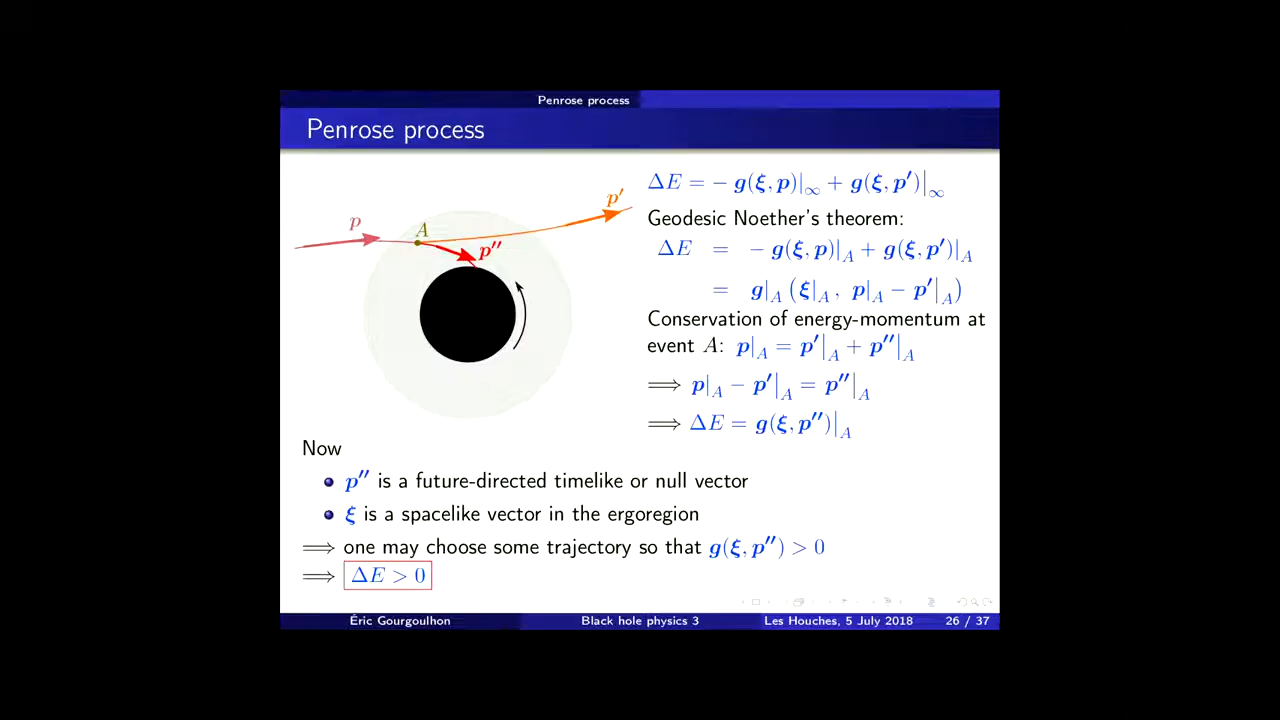 Penrose process
Penrose process
p
A
p′
p″
ΔE = − g(ξ, p)|∞ + g(ξ, p′)|∞
Geodesic Noether's theorem:
ΔE = − g(ξ, p)|A + g(ξ, p′)|A
= g|A (ξ|A , p|A − p′|A)
Conservation of energy-momentum at
event A: p|A = p′|A + p″|A
⟹ p|A − p′|A = p″|A
⟹ ΔE = g(ξ, p″)|A
Now
p″ is a future-directed timelike or null vector
ξ is a spacelike vector in the ergoregion
⟹ one may choose some trajectory so that g(ξ, p″) > 0
⟹ ΔE > 0
Éric Gourgoulhon Black hole physics 3 Les Houches, 5 July 2018 26 / 37